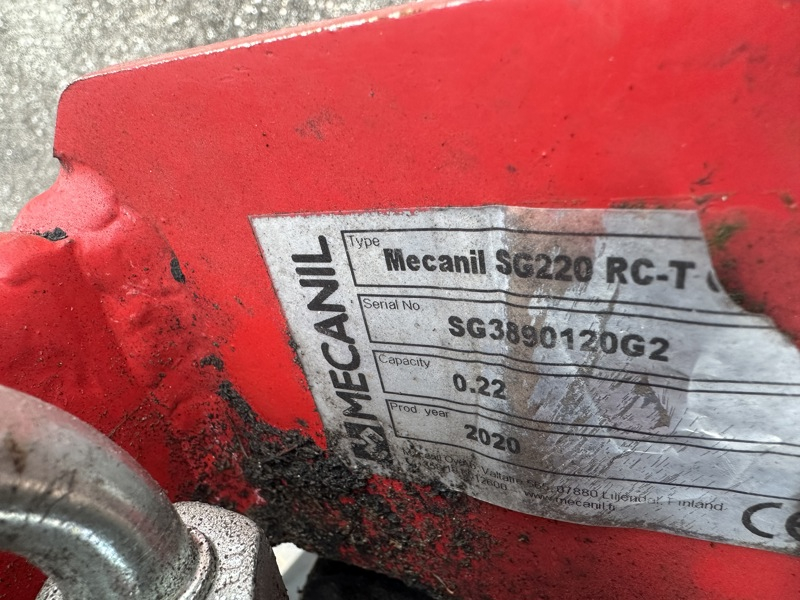 MECANIL
Type
Mecanil SG220 RC-T
Serial No.
SG3890120G2
Capacity
0.22
Prod year
2020
07880 Liljendal, Finland
www.mecanil.fi
CE